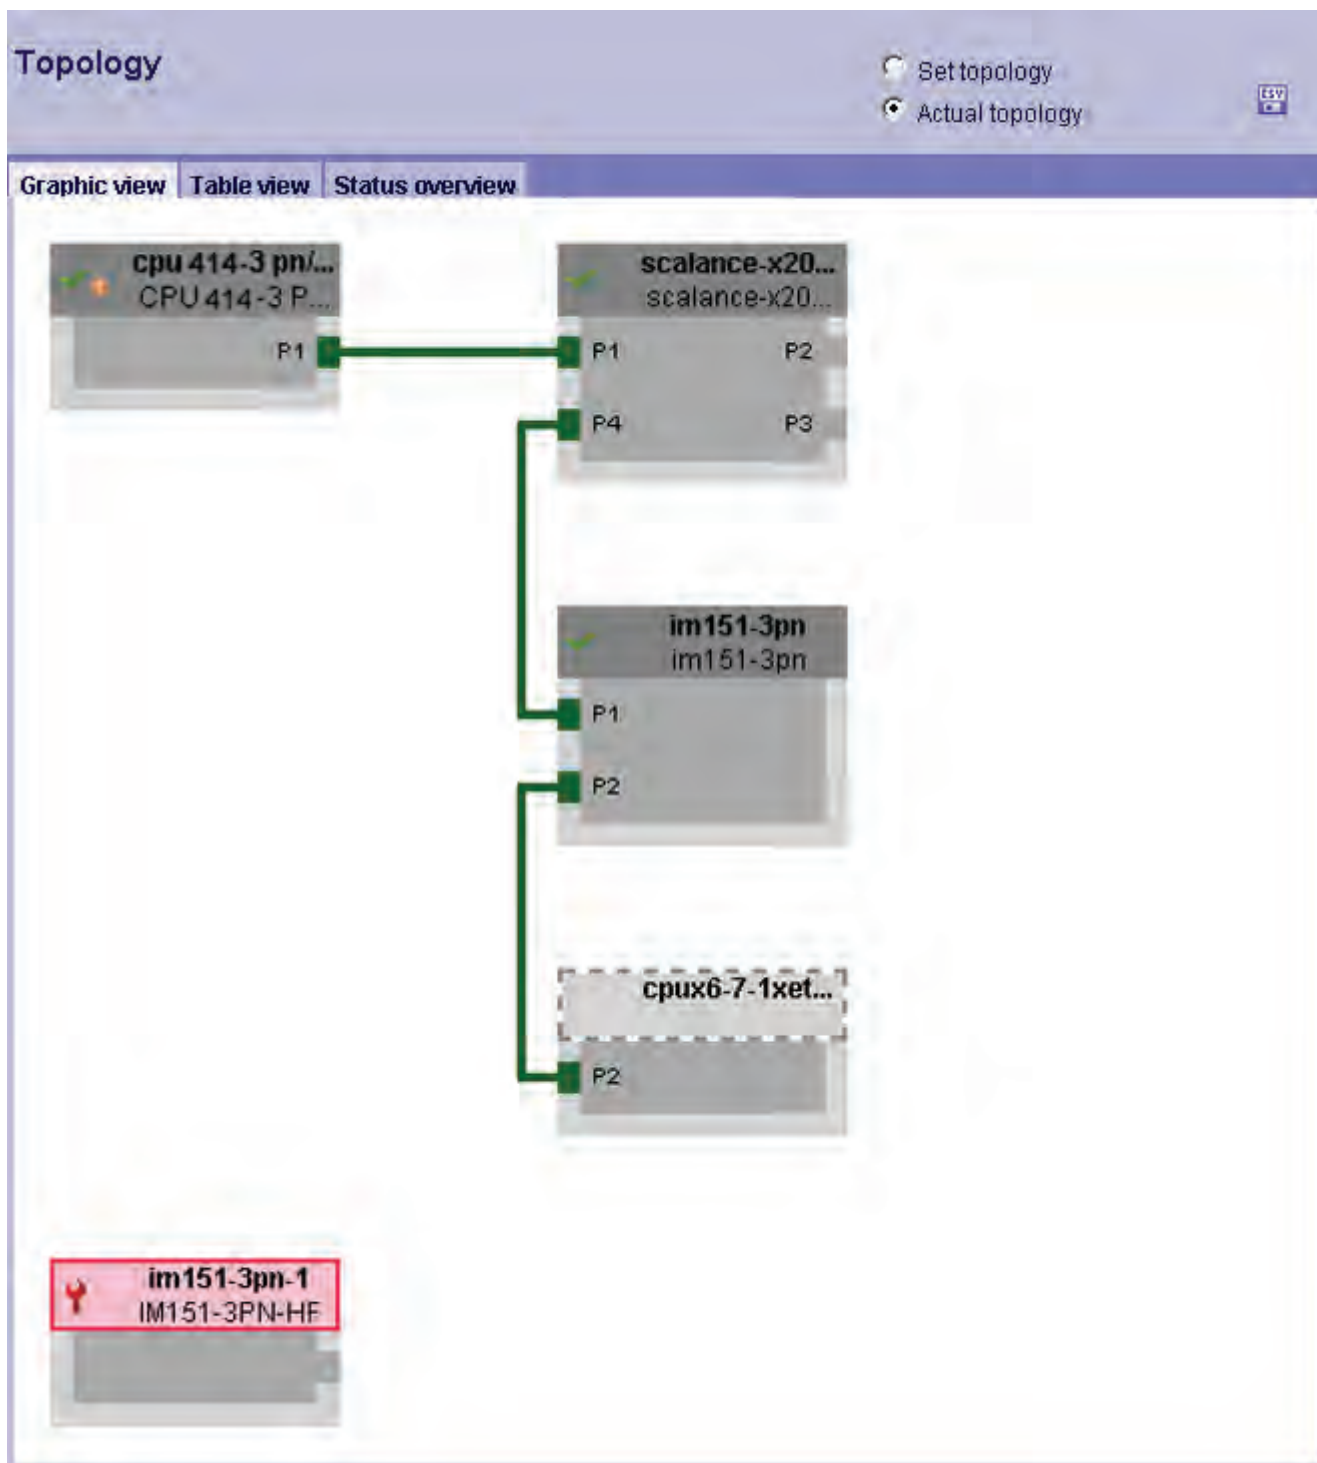 Topology
Set topology
Actual topology
Graphic view Table view Status overview
cpu 414-3 pn/...
CPU 414-3 P...
P1
scalance-x20...
scalance-x20...
P1 P2
P4 P3
im151-3pn
im151-3pn
P1
P2
cpux6-7-1xet...
P2
im151-3pn-1
IM151-3PN-HF